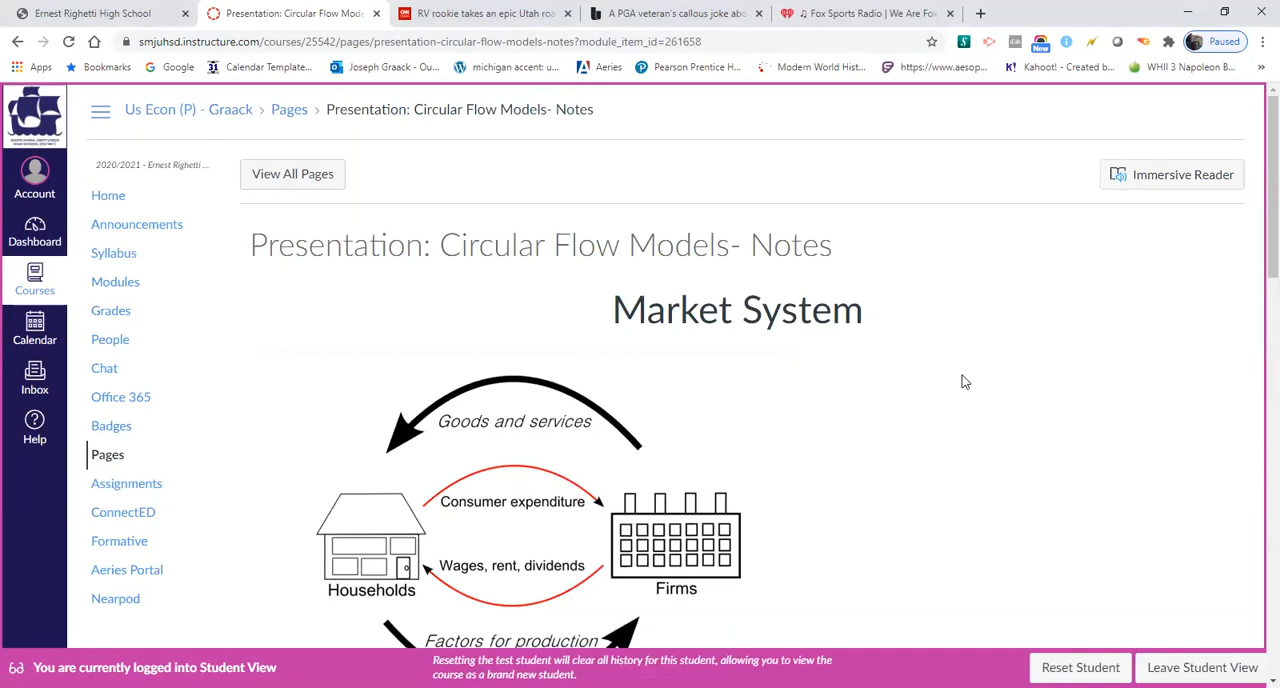 Ernest Righetti High School
Presentation: Circular Flow Mode
RV rookie takes an epic Utah roa
A PGA veteran's callous joke abo
Fox Sports Radio | We Are Fox
smjuhsd.instructure.com/courses/25542/pages/presentation-circular-flow-models-notes?module_item_id=261658
New
Paused
Apps
Bookmarks
Google
Calendar Template...
Joseph Graack - Ou...
michigan accent: u...
Aeries
Pearson Prentice H...
Modern World Hist...
https://www.aesop...
Kahoot! - Created b...
WHII 3 Napoleon B...
Us Econ (P) - Graack > Pages > Presentation: Circular Flow Models- Notes
2020/2021 - Ernest Righetti ...
View All Pages
Immersive Reader
Account
Dashboard
Courses
Calendar
Inbox
Help
Home
Announcements
Syllabus
Modules
Grades
People
Chat
Office 365
Badges
Pages
Assignments
ConnectED
Formative
Aeries Portal
Nearpod
Presentation: Circular Flow Models- Notes
Market System
Goods and services
Consumer expenditure
Wages, rent, dividends
Households
Firms
Factors for production
You are currently logged into Student View
Resetting the test student will clear all history for this student, allowing you to view the
course as a brand new student.
Reset Student
Leave Student View